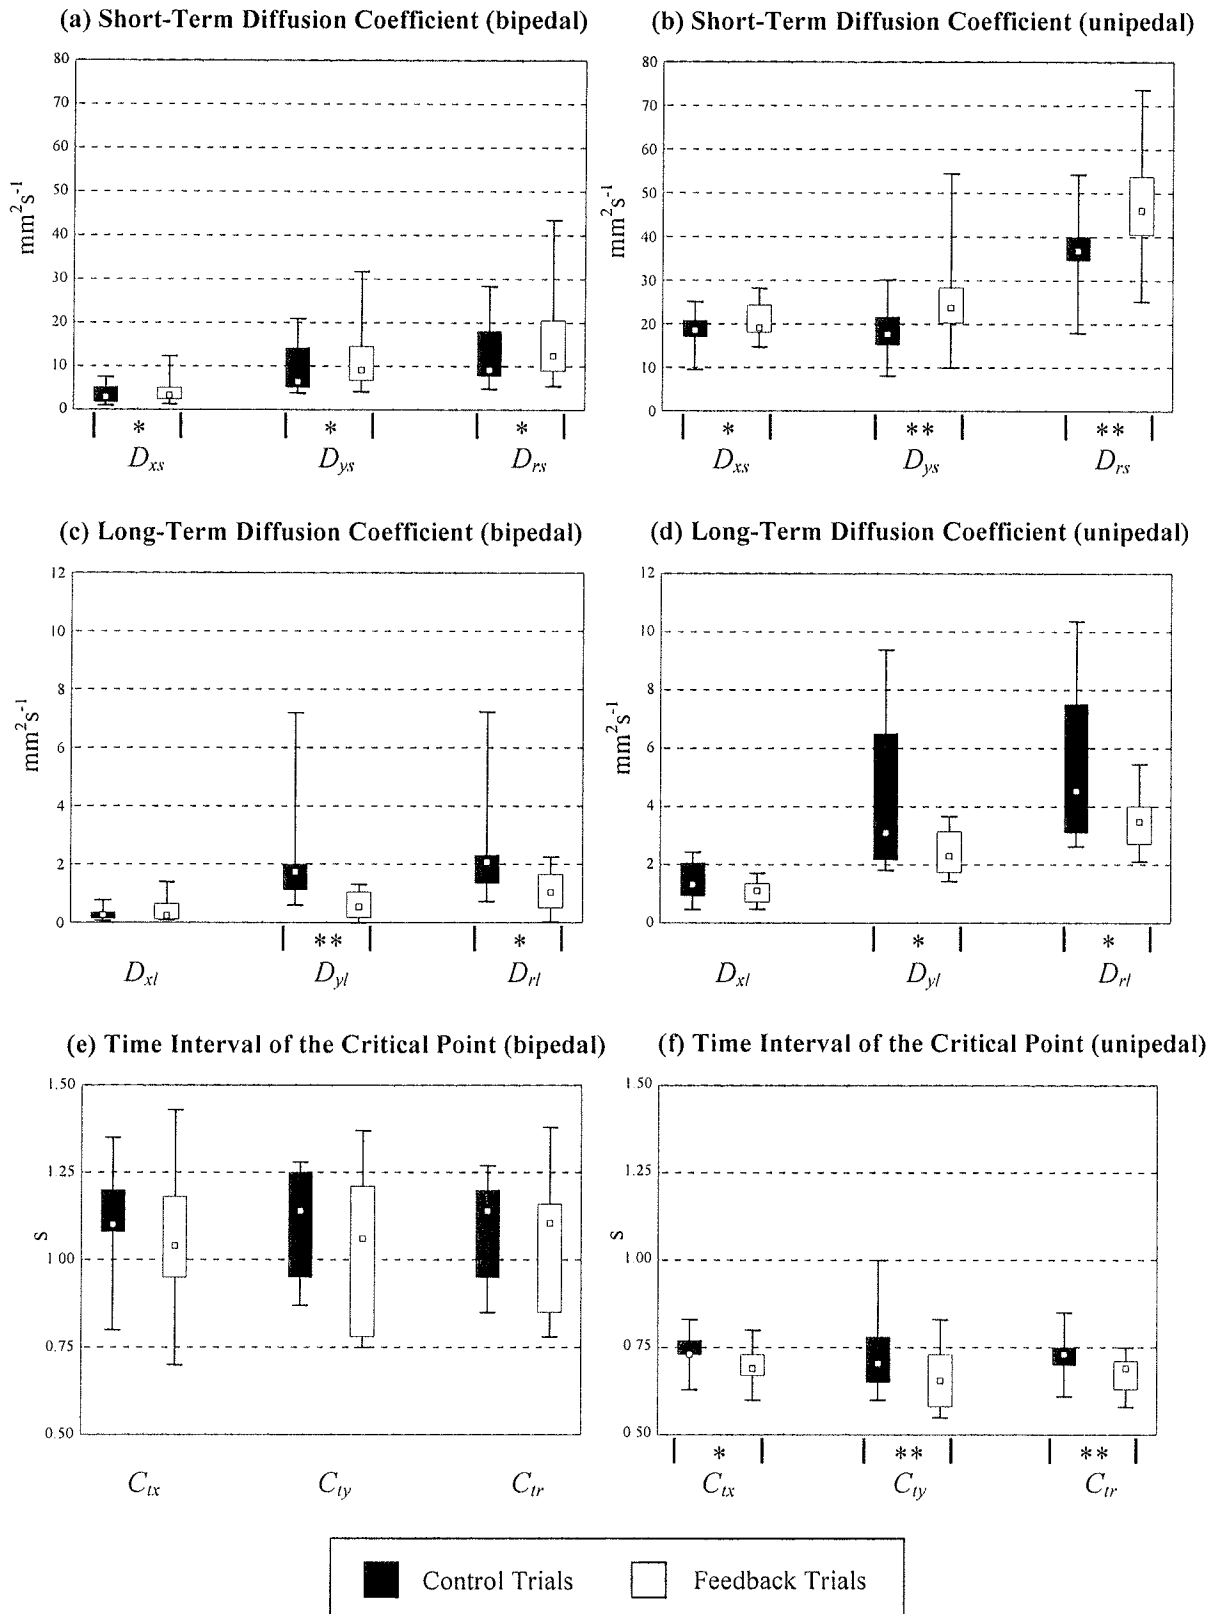 (a) Short-Term Diffusion Coefficient (bipedal)
80
70
60
50
40
30
20
10
0
mm²s⁻¹
* * *
Dxs Dys Drs
(b) Short-Term Diffusion Coefficient (unipedal)
80
70
60
50
40
30
20
10
0
mm²s⁻¹
* ** **
Dxs Dys Drs
(c) Long-Term Diffusion Coefficient (bipedal)
12
10
8
6
4
2
0
mm²s⁻¹
** *
Dxl Dyl Drl
(d) Long-Term Diffusion Coefficient (unipedal)
12
10
8
6
4
2
0
mm²s⁻¹
* *
Dxl Dyl Drl
(e) Time Interval of the Critical Point (bipedal)
1.50
1.25
1.00
0.75
0.50
s
Ctx Cty Ctr
(f) Time Interval of the Critical Point (unipedal)
1.50
1.25
1.00
0.75
0.50
s
* ** **
Ctx Cty Ctr
Control Trials Feedback Trials